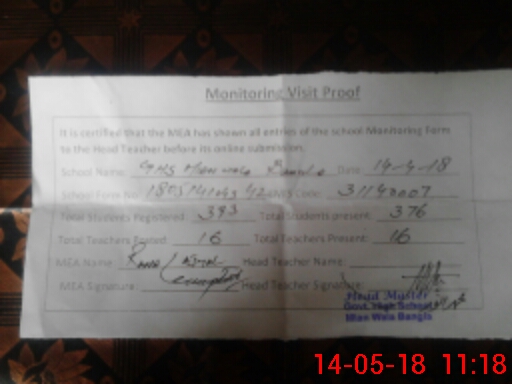 Monitoring Visit Proof
It is certified that the MEA has shown all entries of the school Monitoring Form
to the Head Teacher before its online submission.
School Name: GHS Mian wala Bangla Date: 14-5-18
School Form No: EMIS Code: 31140007
Total Students Registered: 393 Total Students present: 376
Total Teachers Posted: 16 Total Teachers Present: 16
MEA Name: Head Teacher Name:
MEA Signature: Head Teacher Signature:
Head Master
Govt. High School
Mian Wala Bangla
14-05-18 11:18